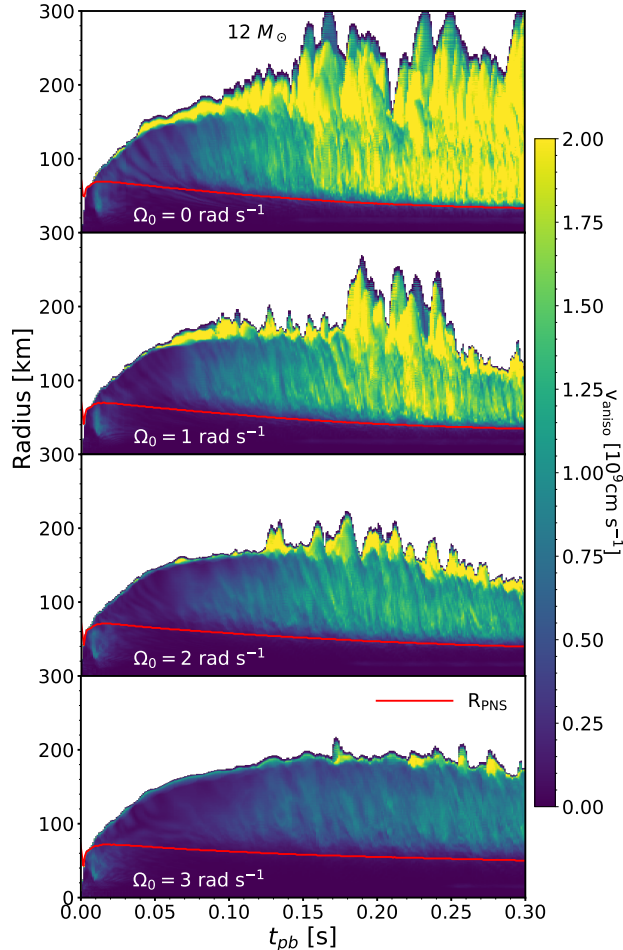 300
12 M⊙
200
100
Ω₀ = 0 rad s⁻¹
300
200
100
Ω₀ = 1 rad s⁻¹
300
200
100
Ω₀ = 2 rad s⁻¹
300
R_PNS
200
100
Ω₀ = 3 rad s⁻¹
0
0.00 0.05 0.10 0.15 0.20 0.25 0.30
t_pb [s]
Radius [km]
2.00
1.75
1.50
1.25
1.00
0.75
0.50
0.25
0.00
v_aniso [10⁹cm s⁻¹]